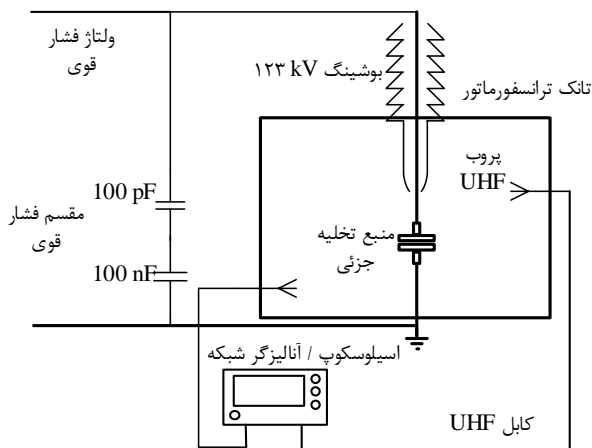 ولتاژ فشار
قوی
بوشینگ ۱۲۳ kV
تانک ترانسفورماتور
پروب
UHF
100 pF
مقسم فشار
قوی
منبع تخلیه
جزئی
100 nF
اسیلوسکوپ / آنالیزگر شبکه
کابل UHF